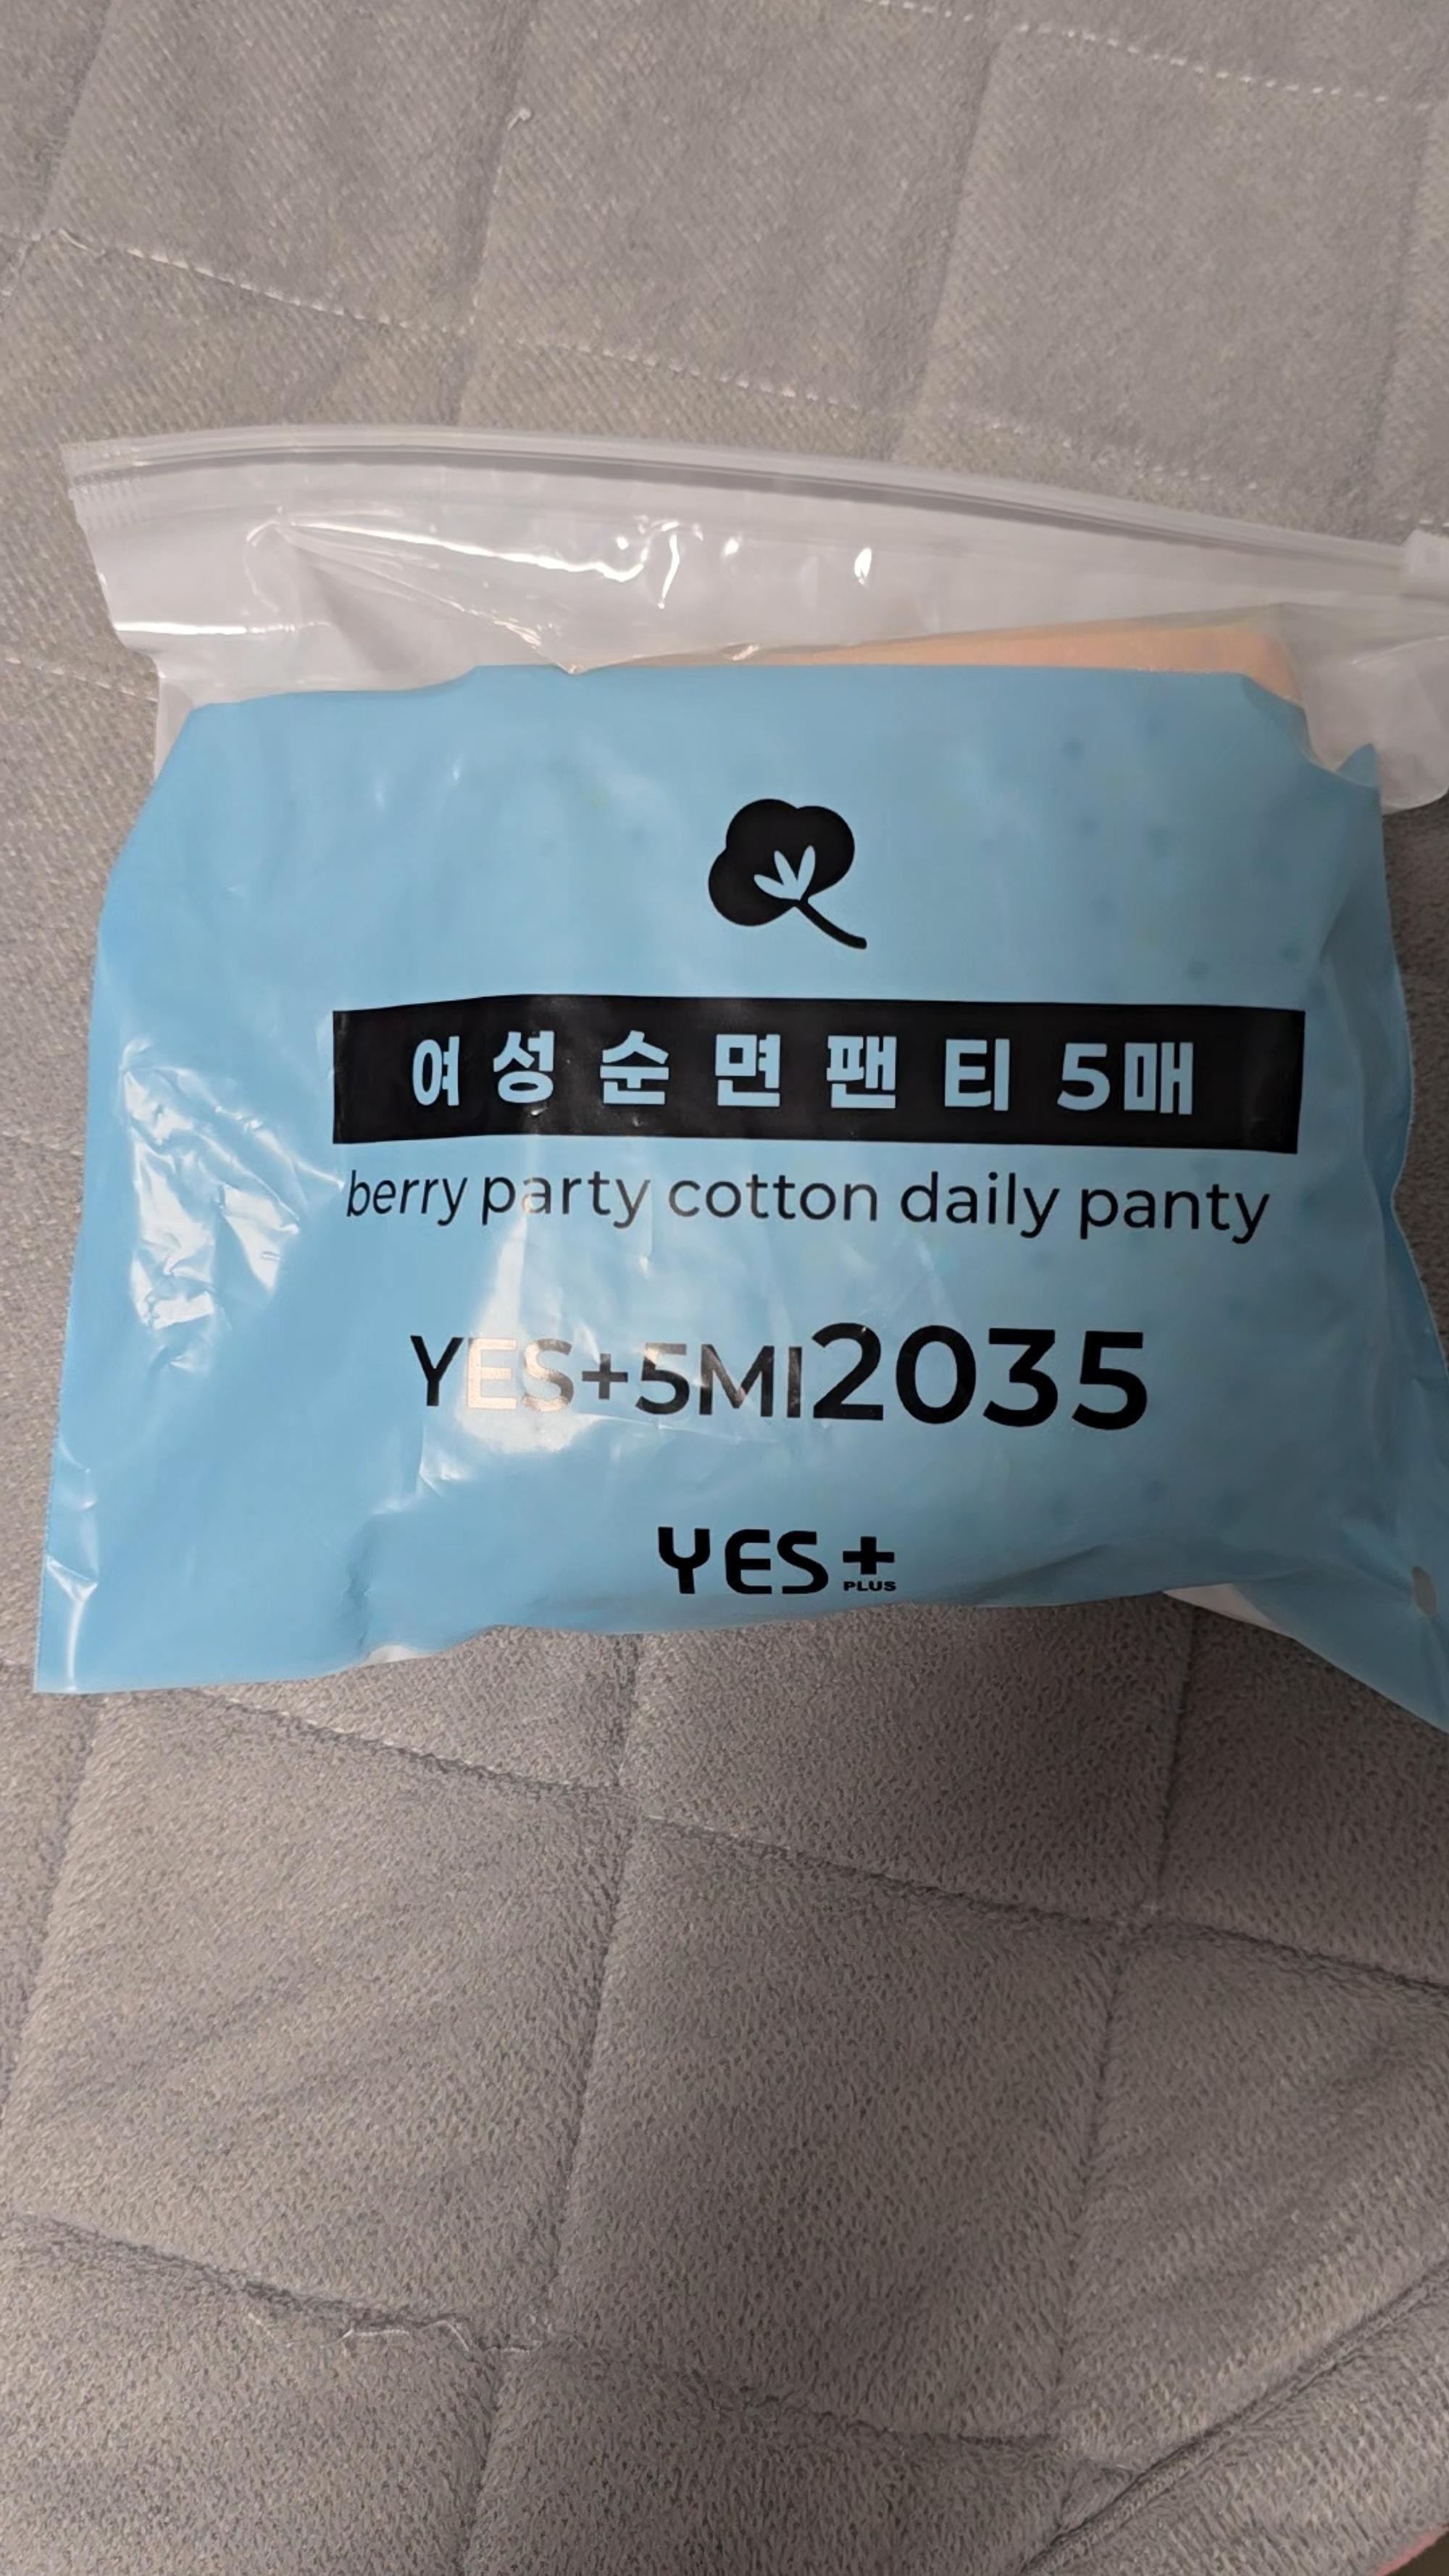 여성순면팬티 5매
berry party cotton daily panty
YES+5MI2035
YES+
PLUS